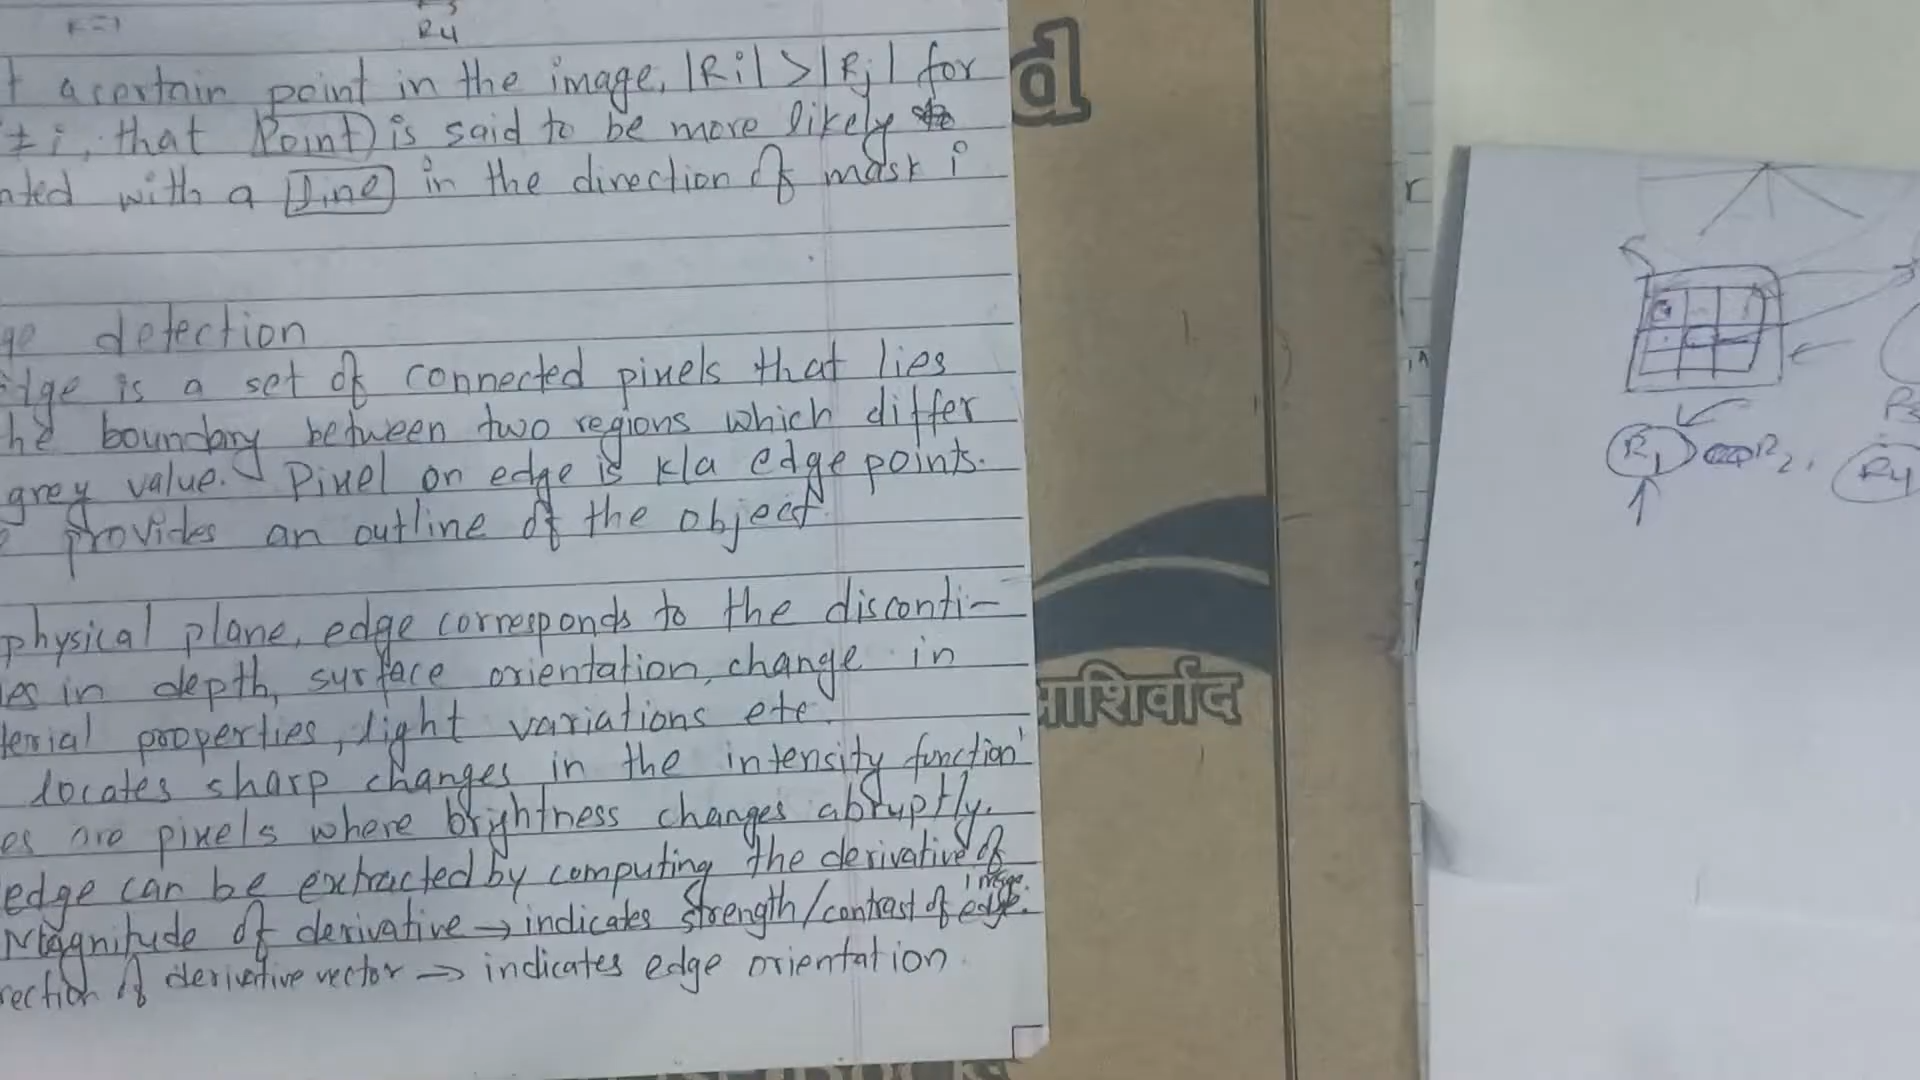 R4
t a certain point in the image, |Ri| > |Rj| for
≠ i, that Point is said to be more likely
ated with a line in the direction of mask i
ge detection
edge is a set of connected pixels that lies
he boundary between two regions which differ
grey value. Pixel on edge is k/a edge points.
provides an outline of the object.
physical plane, edge corresponds to the disconti-
es in depth, surface orientation, change in
terial properties, light variations etc.
locates sharp changes in the intensity function
es are pixels where brightness changes abruptly.
edge can be extracted by computing the derivative of
image.
Magnitude of derivative → indicates strength/contrast of edge.
rection of derivative vector → indicates edge orientation
d
आशिर्वाद
R1 R2, R4